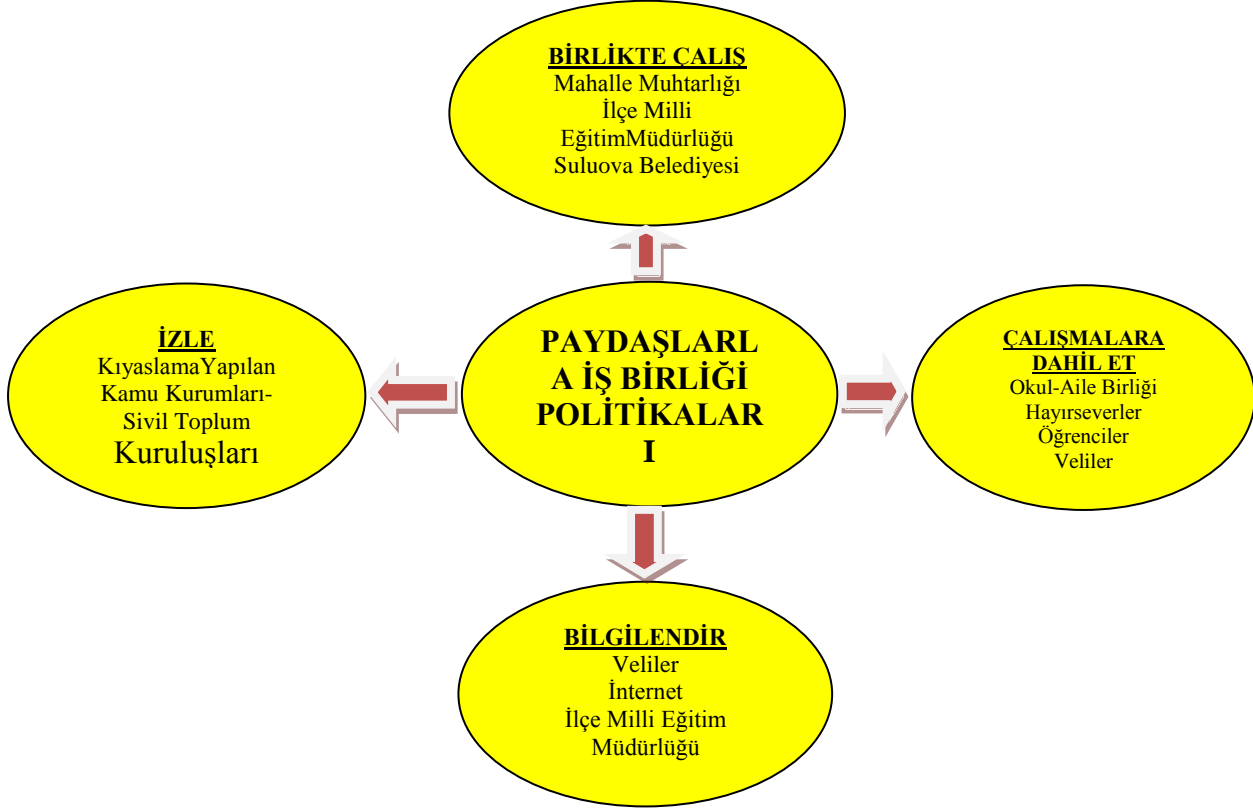 BİRLİKTE ÇALIŞ
Mahalle Muhtarlığı
İlçe Milli
EğitimMüdürlüğü
Suluova Belediyesi
İZLE
KıyaslamaYapılan
Kamu Kurumları-
Sivil Toplum
Kuruluşları
PAYDAŞLARL
A İŞ BİRLİĞİ
POLİTİKALAR
I
ÇALIŞMALARA
DAHİL ET
Okul-Aile Birliği
Hayırseverler
Öğrenciler
Veliler
BİLGİLENDİR
Veliler
İnternet
İlçe Milli Eğitim
Müdürlüğü